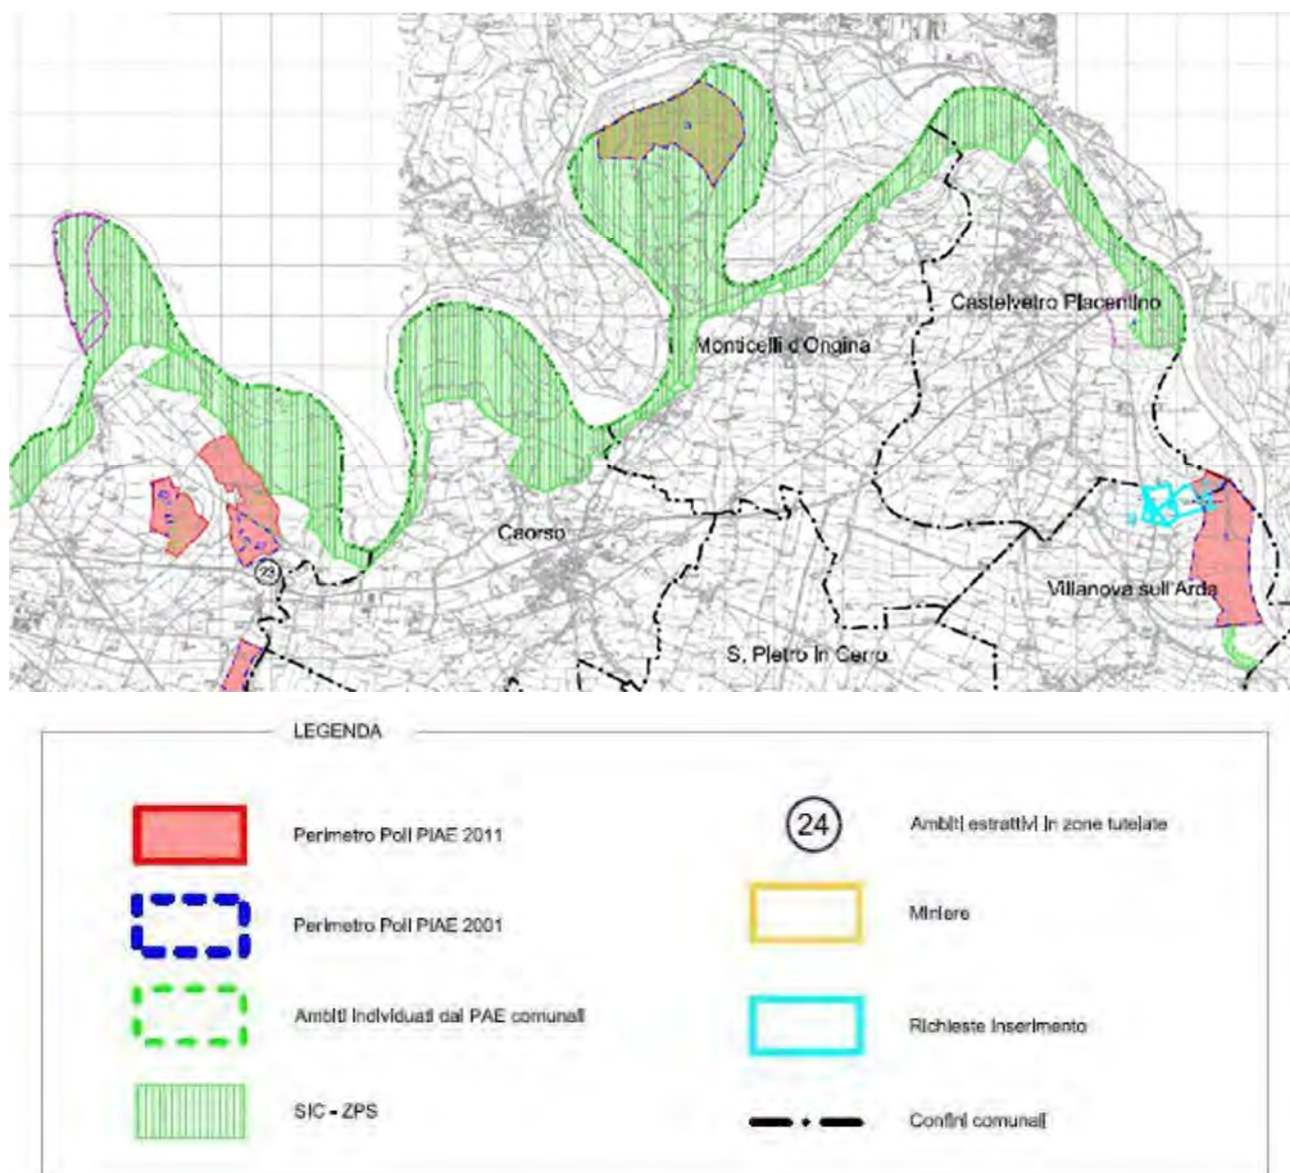 Castelvetro Piacentino
Monticelli d'Ongina
Caorso
23
Villanova sull'Arda
S. Pietro in Cerro
LEGENDA
Perimetro Poli PIAE 2011
24
Ambiti estrattivi in zone tutelate
Perimetro Poli PIAE 2001
Miniere
Ambiti individuati dai PAE comunali
Richieste inserimento
SIC - ZPS
Confini comunali